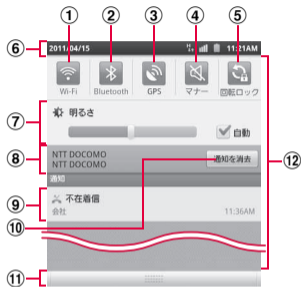 ① ② ③ ④ ⑤
⑥ 2011/04/15 11:21AM
Wi-Fi Bluetooth GPS マナー 回転ロック
⑦ 明るさ
自動
⑧ NTT DOCOMO
NTT DOCOMO 通知を消去
通知
⑨ 不在着信
会社 11:36AM
⑩
⑪
⑫